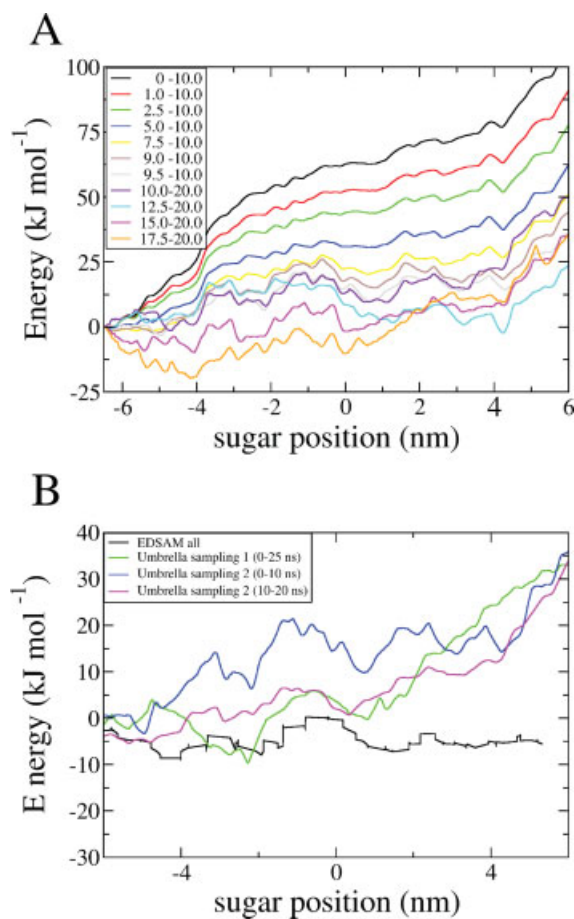 A
100
75
50
25
0
-25
Energy (kJ mol-1)
0 -10.0
1.0 -10.0
2.5 -10.0
5.0 -10.0
7.5 -10.0
9.0 -10.0
9.5 -10.0
10.0-20.0
12.5-20.0
15.0-20.0
17.5-20.0
-6 -4 -2 0 2 4 6
sugar position (nm)
B
40
30
20
10
0
-10
-20
-30
E nergy (kJ mol-1)
EDSAM all
Umbrella sampling 1 (0-25 ns)
Umbrella sampling 2 (0-10 ns)
Umbrella sampling 2 (10-20 ns)
-4 0 4
sugar position (nm)